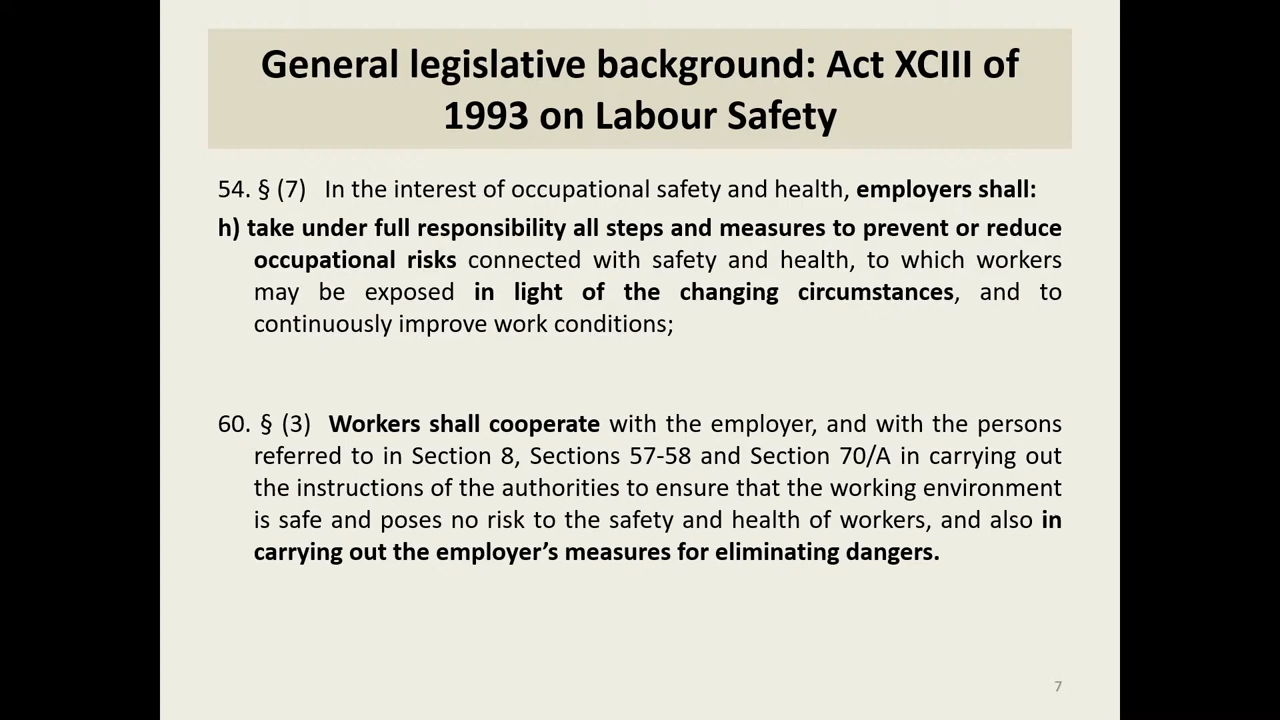 General legislative background: Act XCIII of
1993 on Labour Safety
54. § (7) In the interest of occupational safety and health, employers shall:
h) take under full responsibility all steps and measures to prevent or reduce
occupational risks connected with safety and health, to which workers
may be exposed in light of the changing circumstances, and to
continuously improve work conditions;
60. § (3) Workers shall cooperate with the employer, and with the persons
referred to in Section 8, Sections 57-58 and Section 70/A in carrying out
the instructions of the authorities to ensure that the working environment
is safe and poses no risk to the safety and health of workers, and also in
carrying out the employer’s measures for eliminating dangers.
7